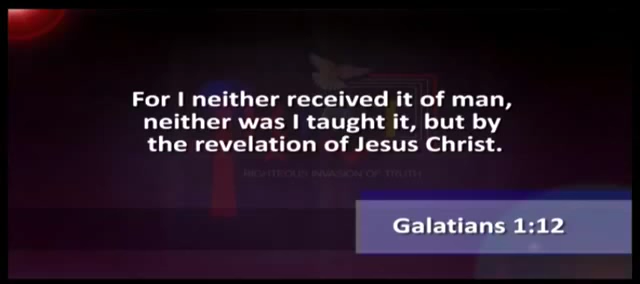 For I neither received it of man,
neither was I taught it, but by
the revelation of Jesus Christ.
RIGHTEOUS INVASION OF TRUTH
Galatians 1:12